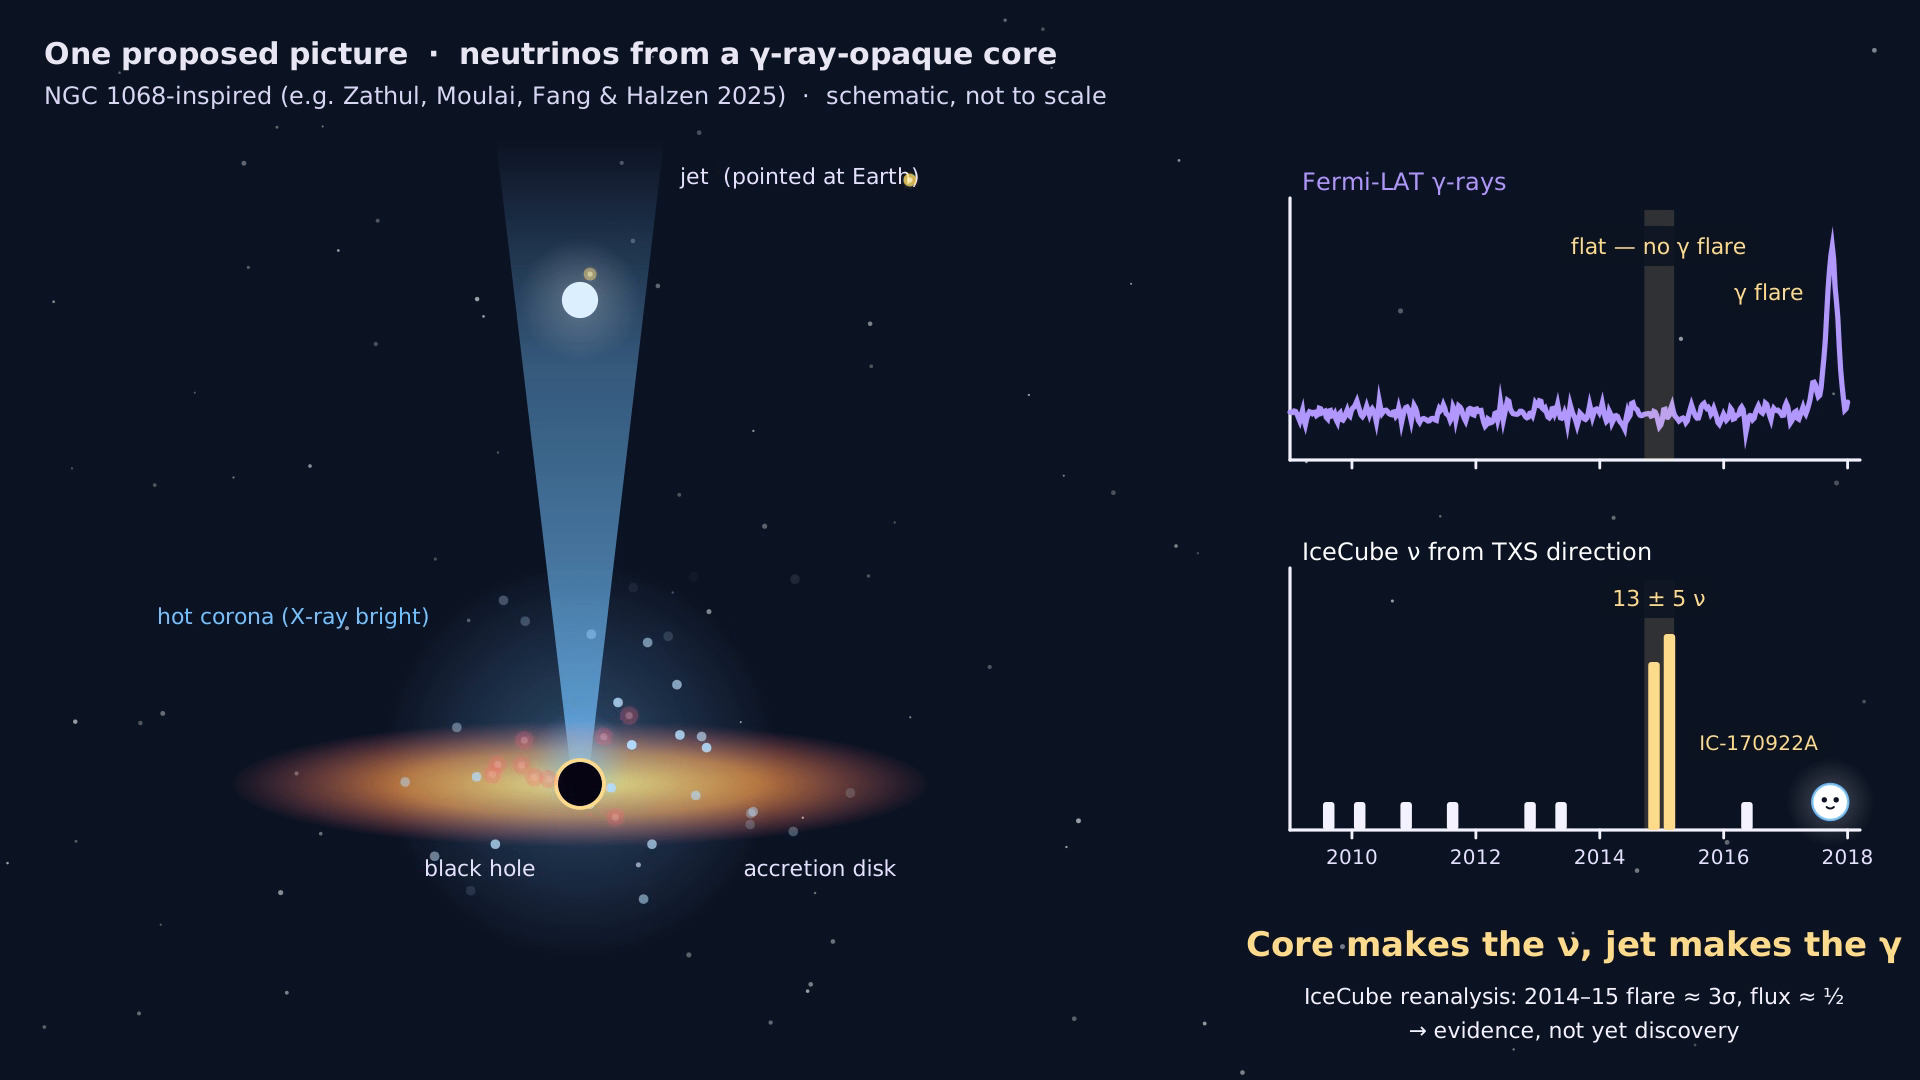 One proposed picture · neutrinos from a γ-ray-opaque core
NGC 1068-inspired (e.g. Zathul, Moulai, Fang & Halzen 2025) · schematic, not to scale
jet (pointed at Earth)
hot corona (X-ray bright)
black hole
accretion disk
Fermi-LAT γ-rays
flat — no γ flare
γ flare
IceCube ν from TXS direction
13 ± 5 ν
IC-170922A
2010 2012 2014 2016 2018
Core makes the ν, jet makes the γ
IceCube reanalysis: 2014–15 flare ≈ 3σ, flux ≈ ½
→ evidence, not yet discovery